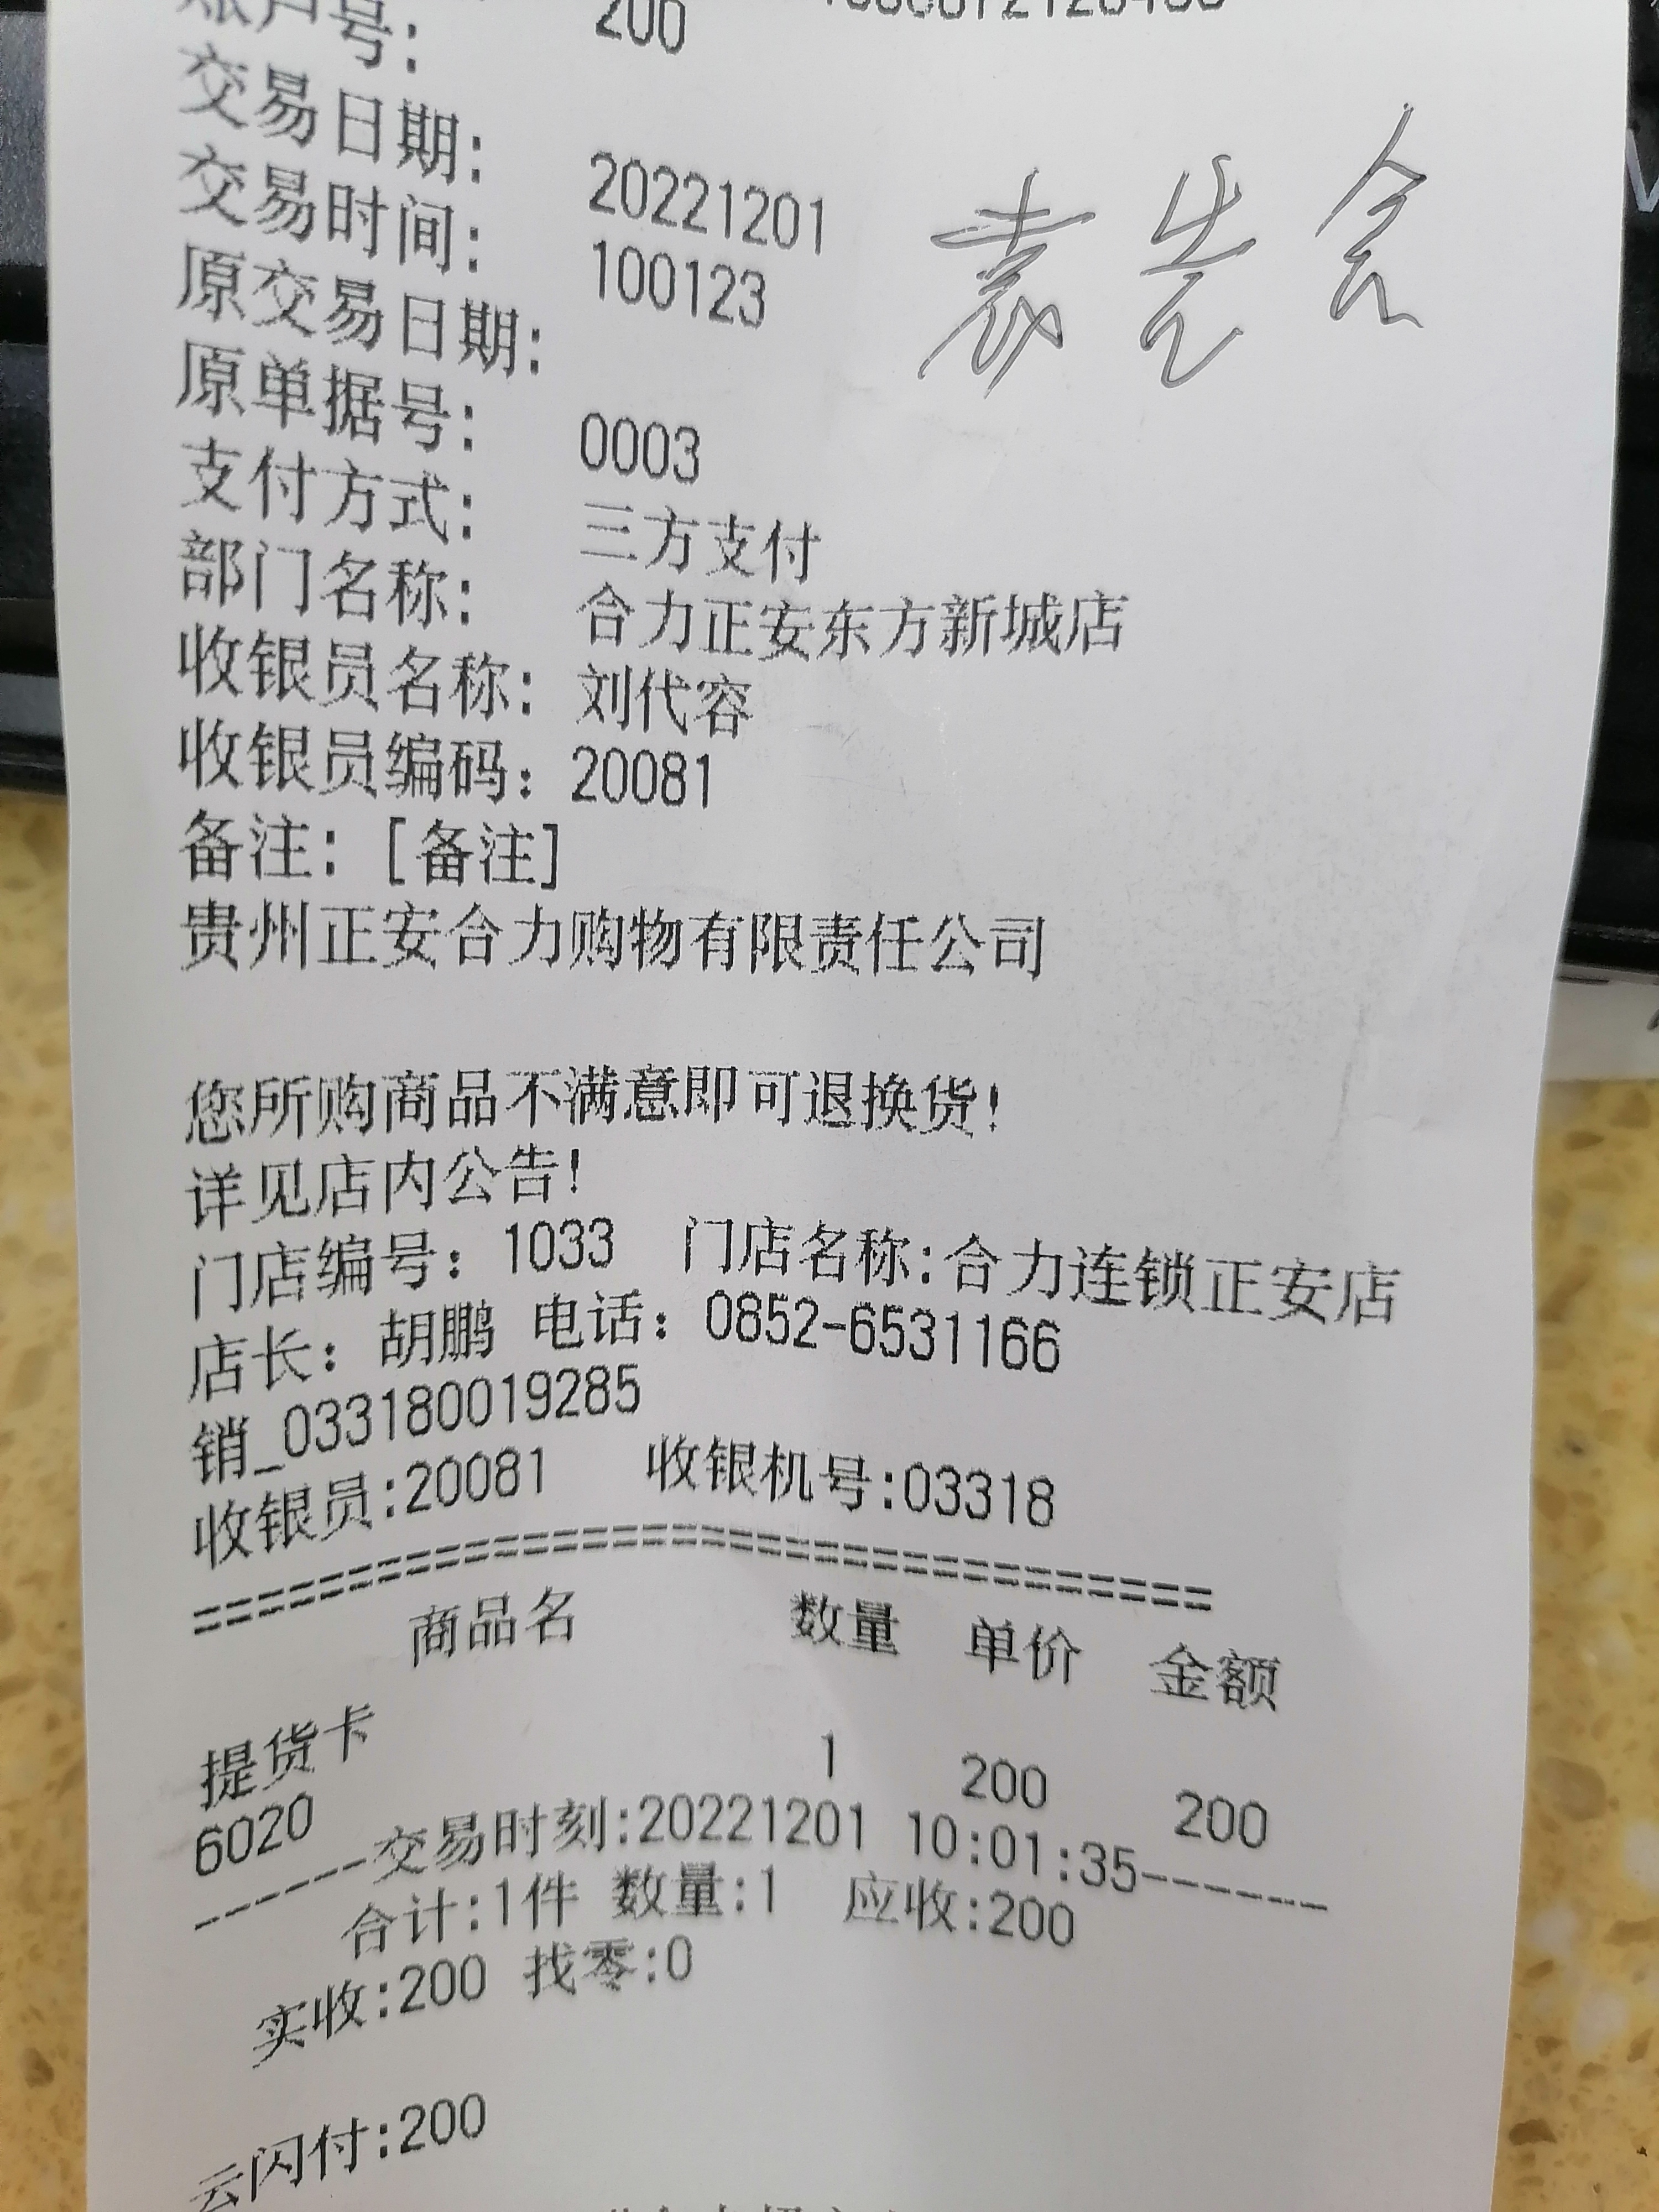 账户号:
200
交易日期: 20221201
交易时间: 100123
原交易日期:
原单据号: 0003
支付方式: 三方支付
部门名称: 合力正安东方新城店
收银员名称: 刘代容
收银员编码: 20081
备注: [备注]
贵州正安合力购物有限责任公司
您所购商品不满意即可退换货!
详见店内公告!
门店编号: 1033 门店名称:合力连锁正安店
店长: 胡鹏 电话: 0852-6531166
销_033180019285
收银员:20081 收银机号:03318
==================================
商品名 数量 单价 金额
提货卡 1 200 200
6020
------交易时刻:20221201 10:01:35------
合计:1件 数量:1 应收:200
实收:200 找零:0
云闪付:200